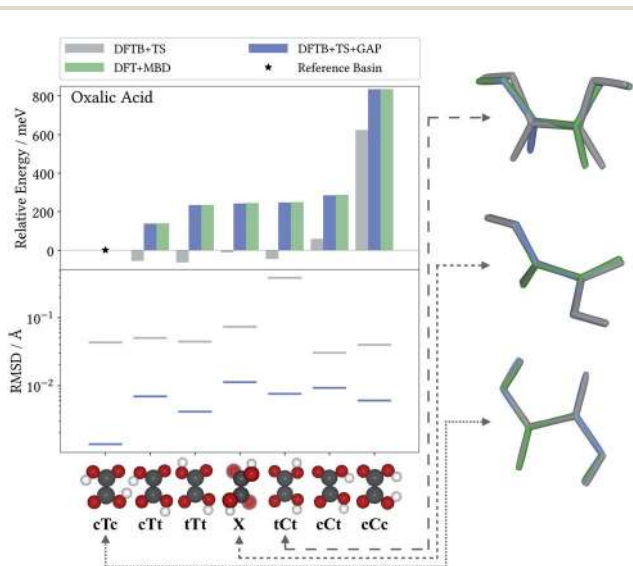 DFTB+TS
DFTB+TS+GAP
DFT+MBD
Reference Basin
Oxalic Acid
Relative Energy / meV
800
600
400
200
0
RMSD / Å
10⁻¹
10⁻²
cTc cTt tTt X tCt cCt cCc